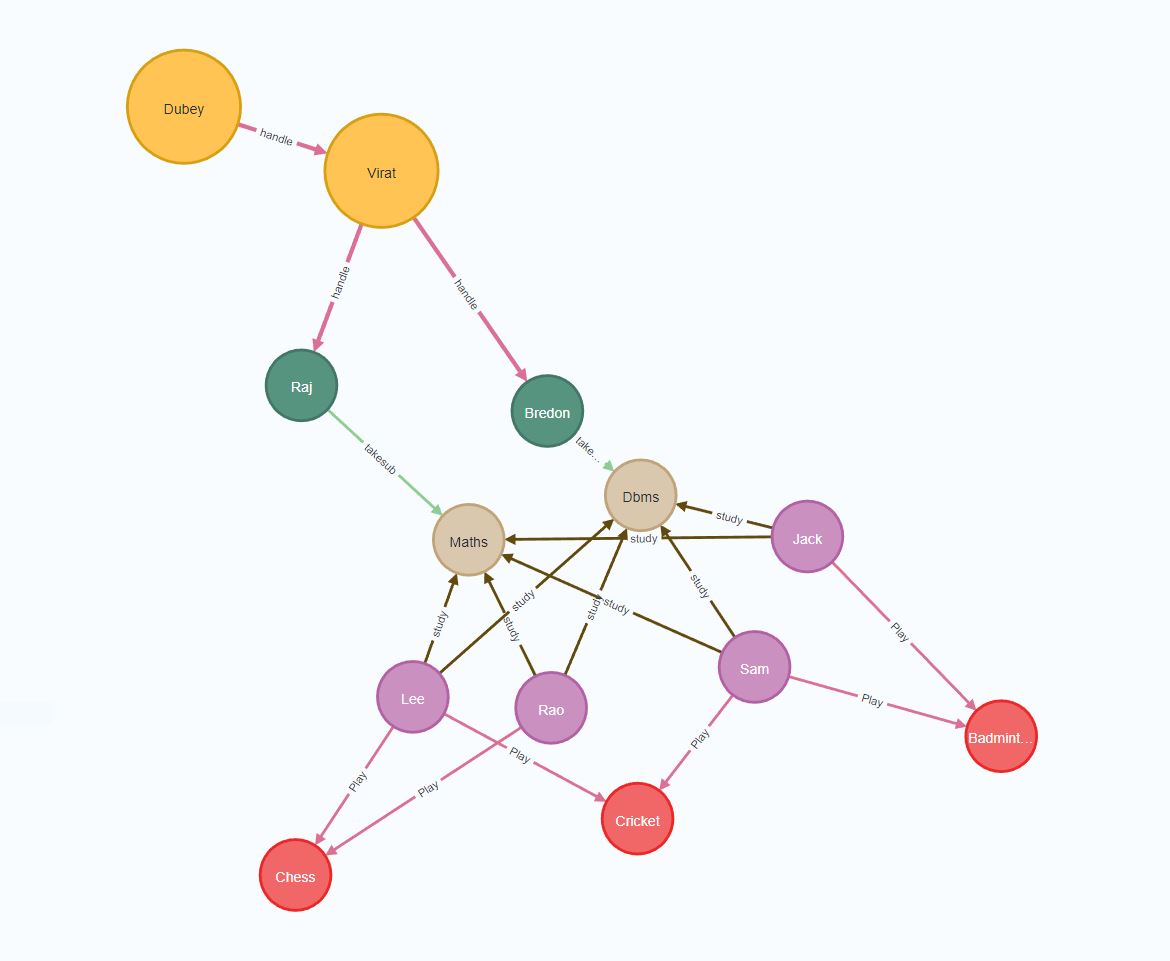 Dubey
handle
Virat
handle
handle
Raj
Bredon
takesub
take...
Dbms
study
Maths
study
Jack
study
study
study
study
study
study
Play
Lee
Rao
Sam
Play
Play
Play
Play
Play
Badmint...
Cricket
Chess